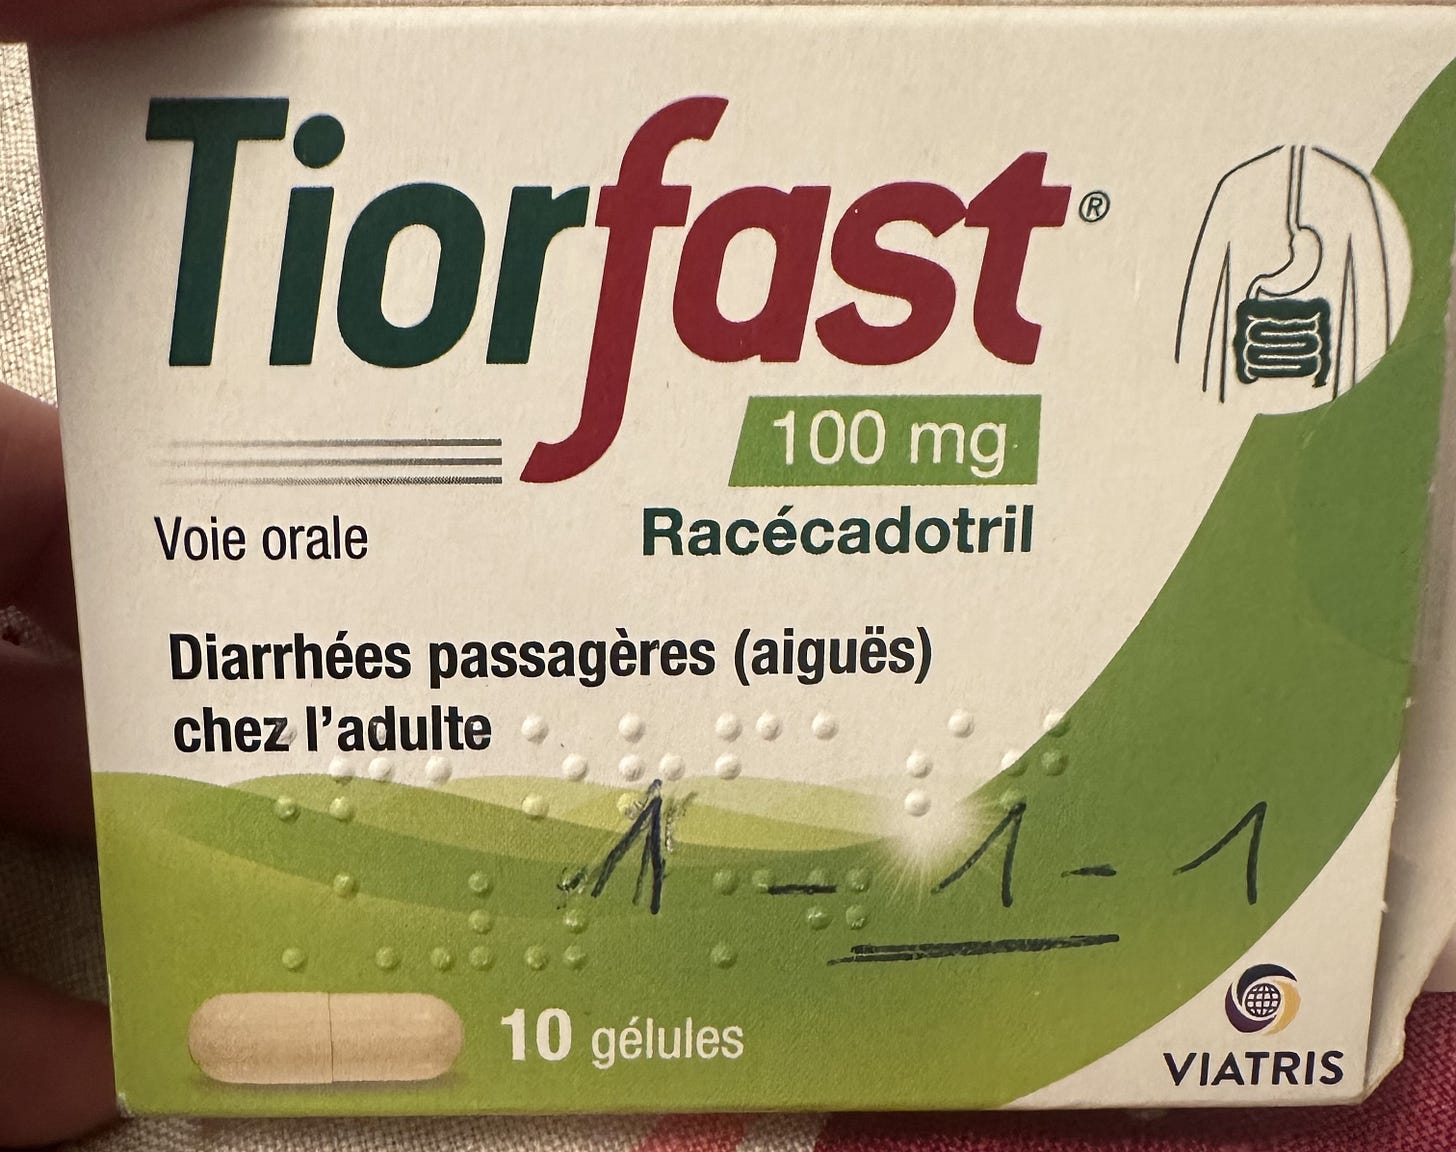 Tiorfast®
100 mg
Voie orale
Racécadotril
Diarrhées passagères (aiguës)
chez l'adulte
1 - 1 - 1
10 gélules
VIATRIS